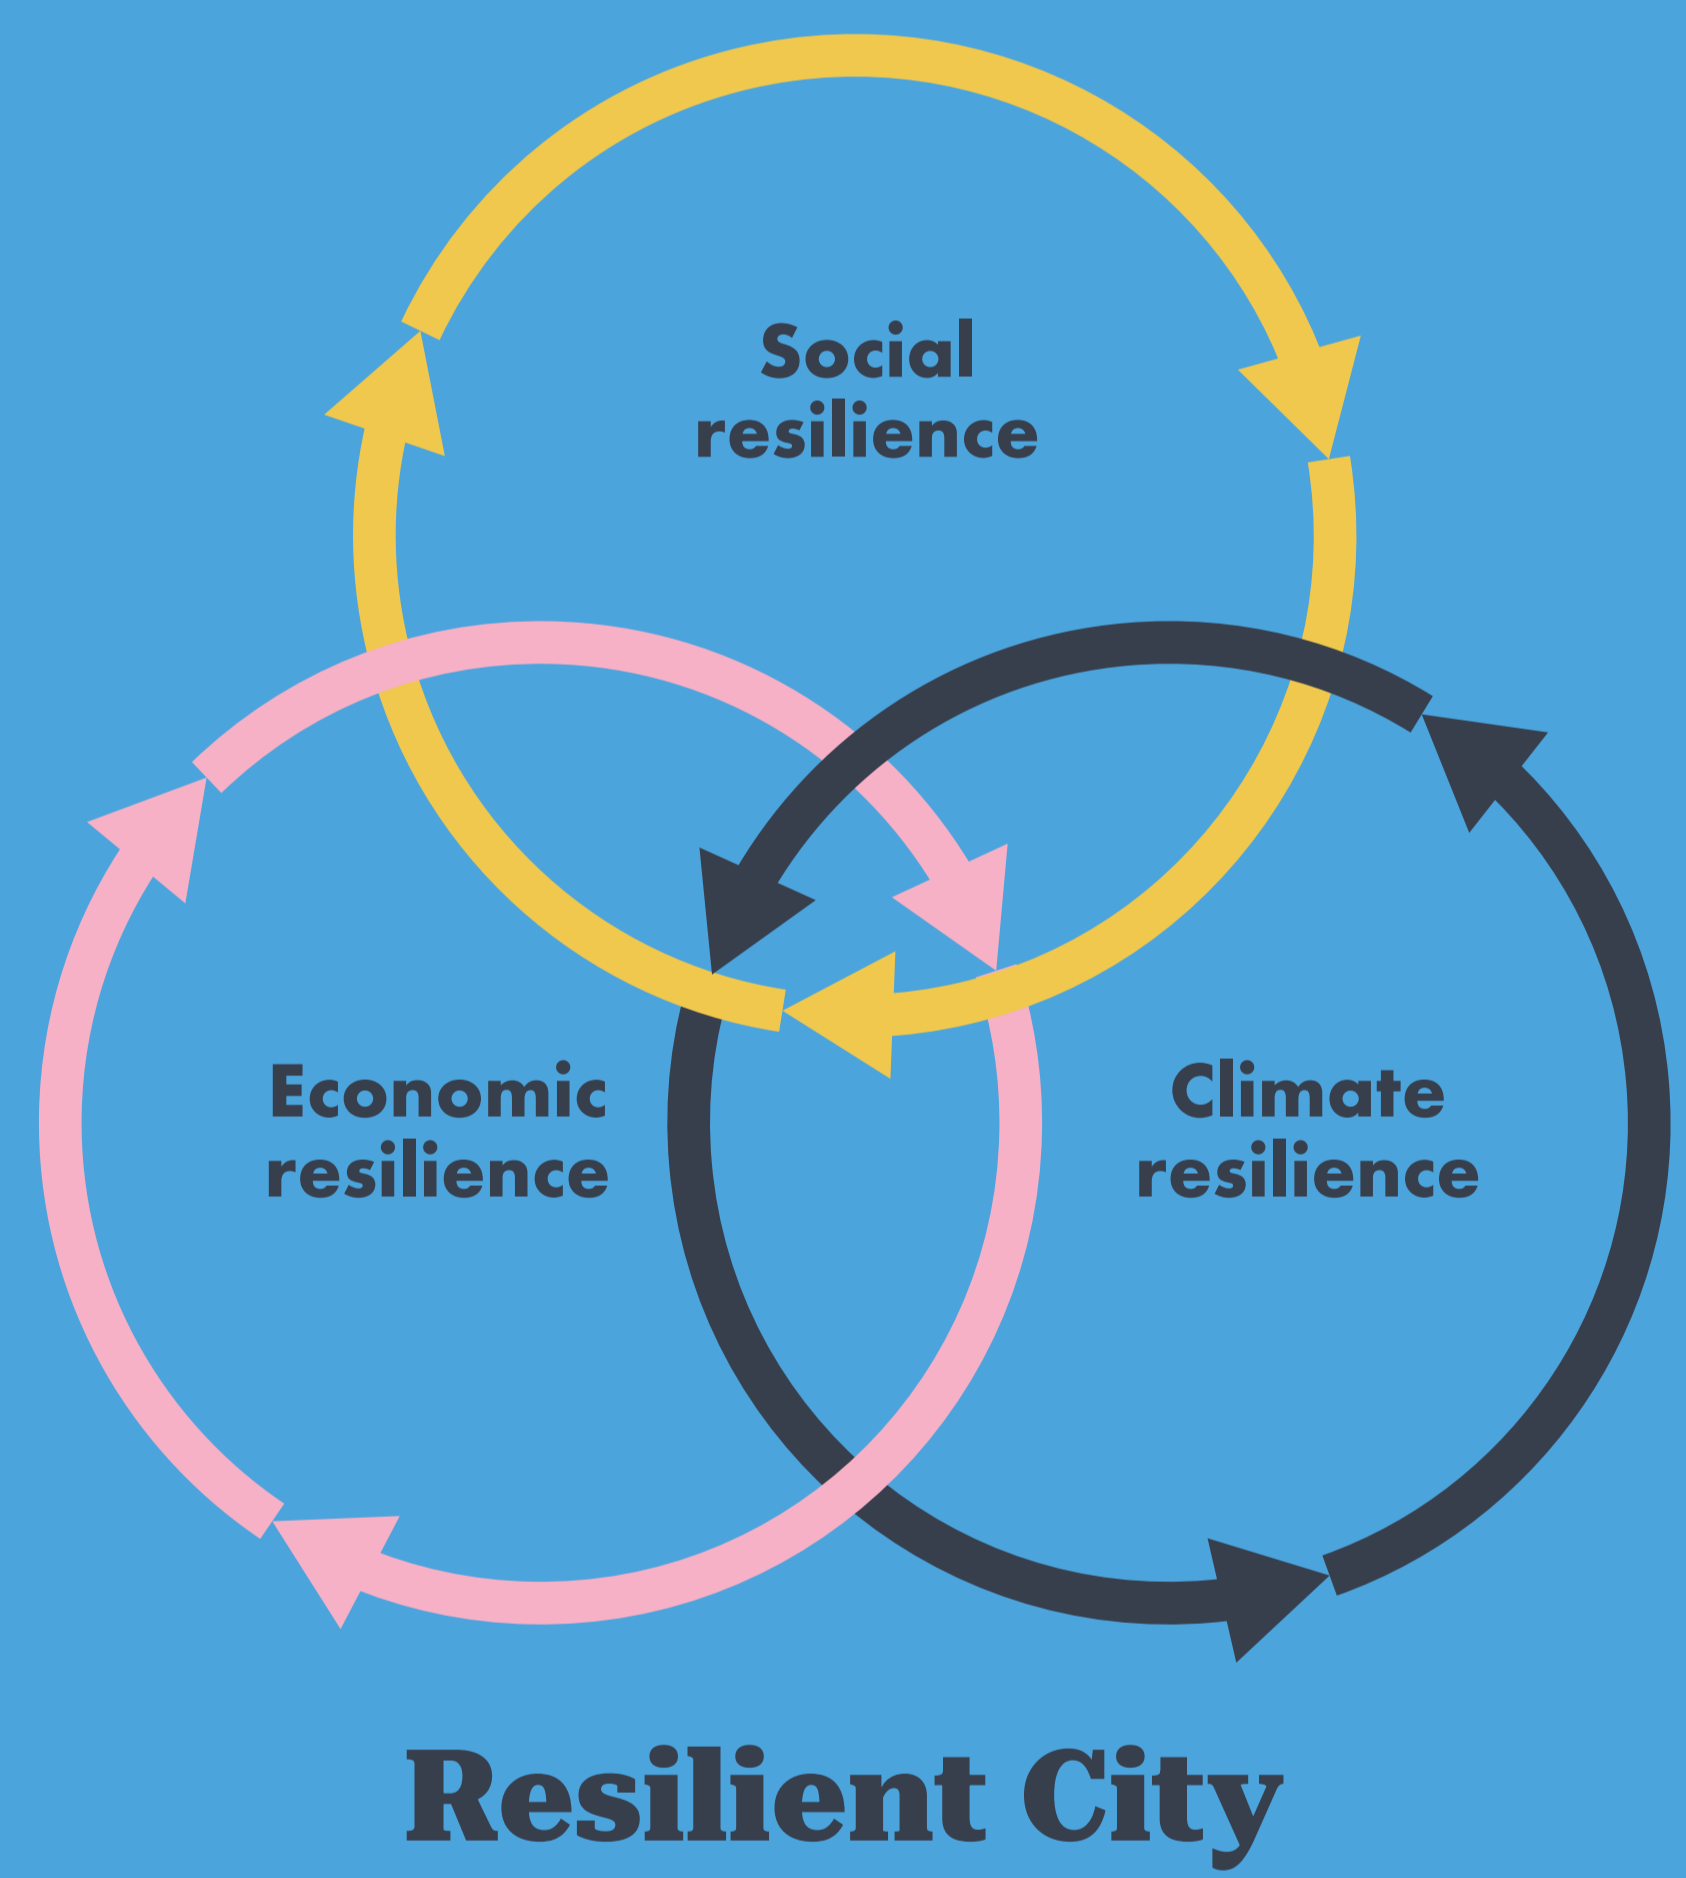 Social
resilience
Economic
resilience
Climate
resilience
Resilient City